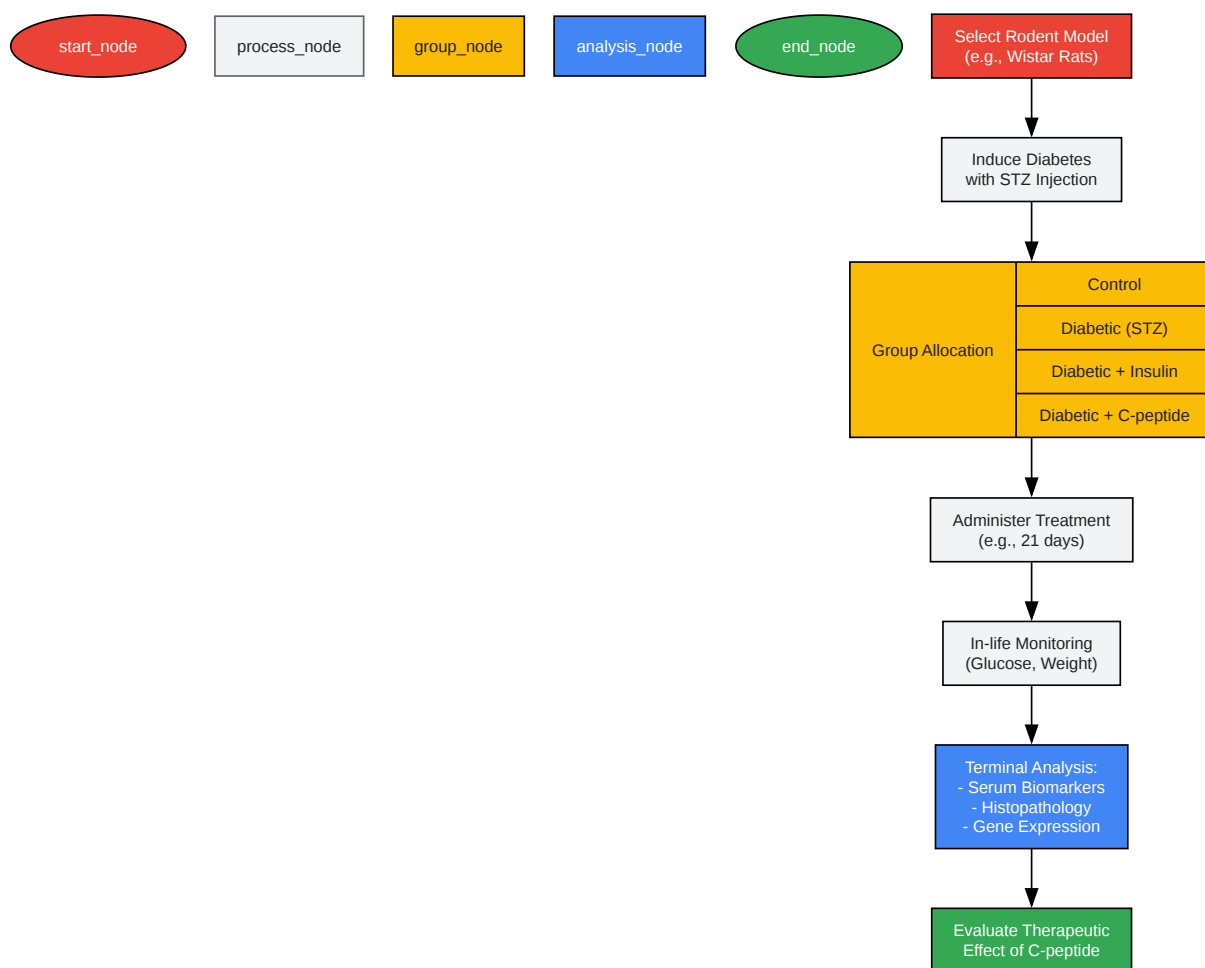 start_node
process_node
group_node
analysis_node
end_node
Select Rodent Model
(e.g., Wistar Rats)
Induce Diabetes
with STZ Injection
Group Allocation
Control
Diabetic (STZ)
Diabetic + Insulin
Diabetic + C-peptide
Administer Treatment
(e.g., 21 days)
In-life Monitoring
(Glucose, Weight)
Terminal Analysis:
- Serum Biomarkers
- Histopathology
- Gene Expression
Evaluate Therapeutic
Effect of C-peptide